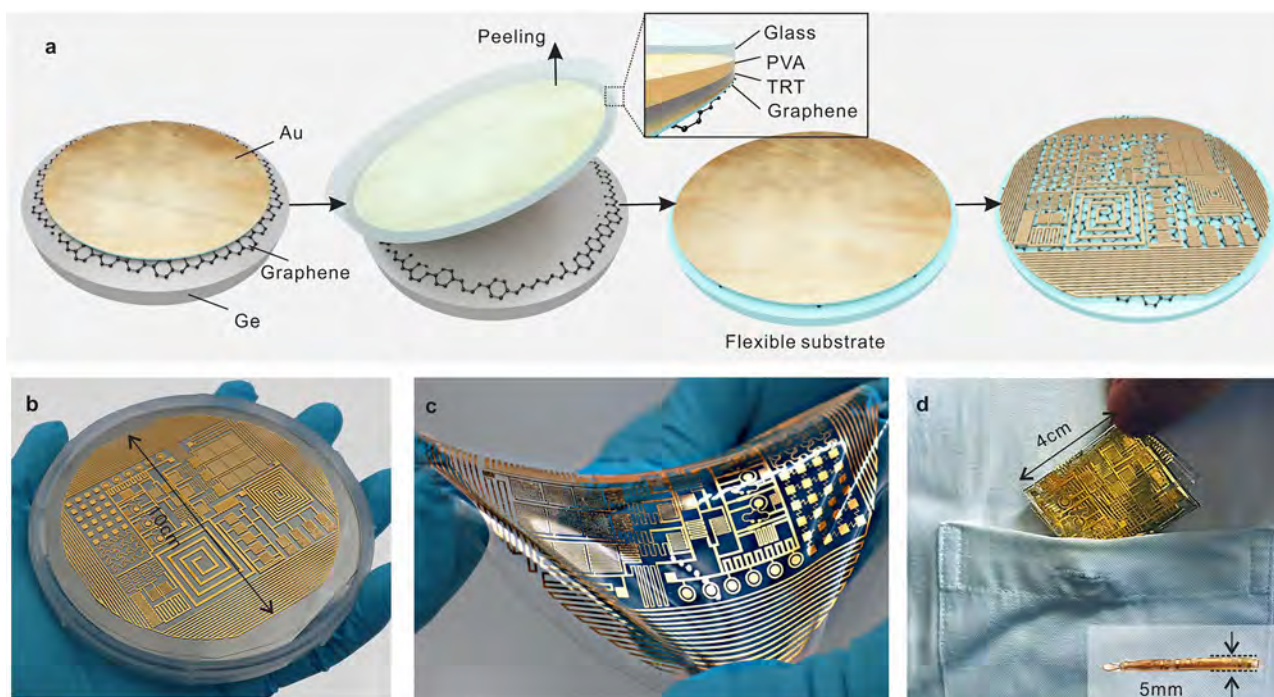 a
Peeling
Glass
PVA
TRT
Graphene
Au
Graphene
Ge
Flexible substrate
b
10cm
c
d
4cm
5mm